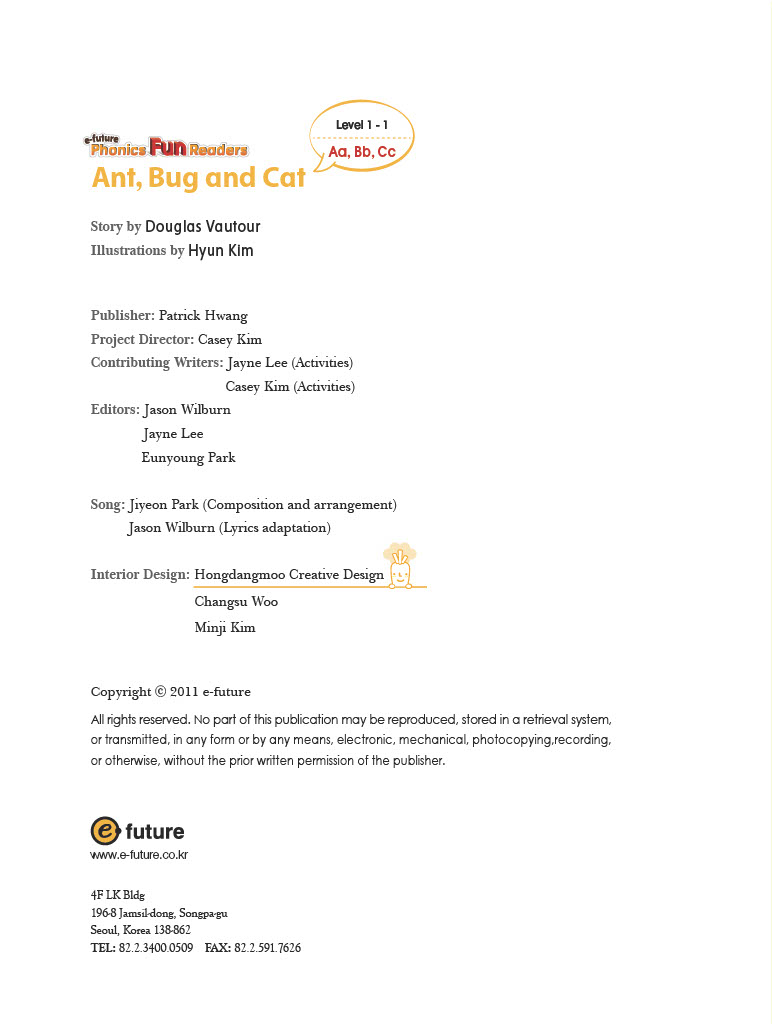 Level 1 - 1
Aa, Bb, Cc
e-future
Phonics Fun Readers
Ant, Bug and Cat
Story by Douglas Vautour
Illustrations by Hyun Kim
Publisher: Patrick Hwang
Project Director: Casey Kim
Contributing Writers: Jayne Lee (Activities)
Casey Kim (Activities)
Editors: Jason Wilburn
Jayne Lee
Eunyoung Park
Song: Jiyeon Park (Composition and arrangement)
Jason Wilburn (Lyrics adaptation)
Interior Design: Hongdangmoo Creative Design
Changsu Woo
Minji Kim
Copyright © 2011 e-future
All rights reserved. No part of this publication may be reproduced, stored in a retrieval system,
or transmitted, in any form or by any means, electronic, mechanical, photocopying,recording,
or otherwise, without the prior written permission of the publisher.
e future
www.e-future.co.kr
4F LK Bldg
196-8 Jamsil-dong, Songpa-gu
Seoul, Korea 138-862
TEL: 82.2.3400.0509 FAX: 82.2.591.7626